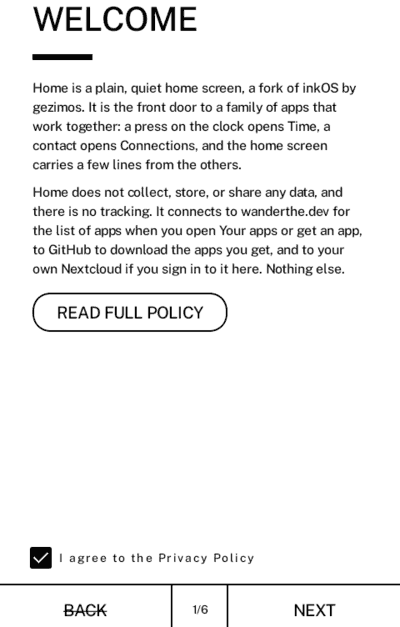 WELCOME
Home is a plain, quiet home screen, a fork of inkOS by
gezimos. It is the front door to a family of apps that
work together: a press on the clock opens Time, a
contact opens Connections, and the home screen
carries a few lines from the others.
Home does not collect, store, or share any data, and
there is no tracking. It connects to wanderthe.dev for
the list of apps when you open Your apps or get an app,
to GitHub to download the apps you get, and to your
own Nextcloud if you sign in to it here. Nothing else.
READ FULL POLICY
I agree to the Privacy Policy
BACK
1/6
NEXT